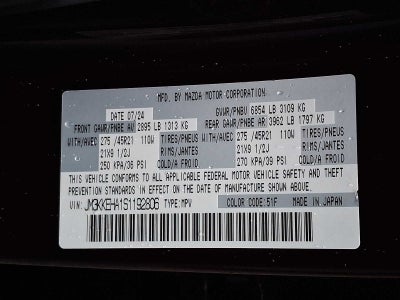 MFD. BY MAZDA MOTOR CORPORATION
DATE 07/24 GVWR/PNBV 6854 LB 3109 KG
FRONT GAWR/PNBE AV 2895 LB 1313 KG REAR GAWR/PNBE AR 3962 LB 1797 KG
WITH/AVEC 275 /45R21 110W TIRES/PNEUS WITH/AVEC 275 /45R21 110W TIRES/PNEUS
21X9 1/2J RIMS/JANTES 21X9 1/2J RIMS/JANTES
250 KPA/36 PSI COLD/A FROID 270 KPA/39 PSI COLD/A FROID
THIS VEHICLE CONFORMS TO ALL APPLICABLE FEDERAL MOTOR VEHICLE SAFETY AND THEFT
PREVENTION STANDARDS IN EFFECT ON THE DATE OF MANUFACTURE SHOWN ABOVE.
VIN: JM3KKEHA1S1192806 TYPE: MPV
COLOR: 51F MADE IN JAPAN